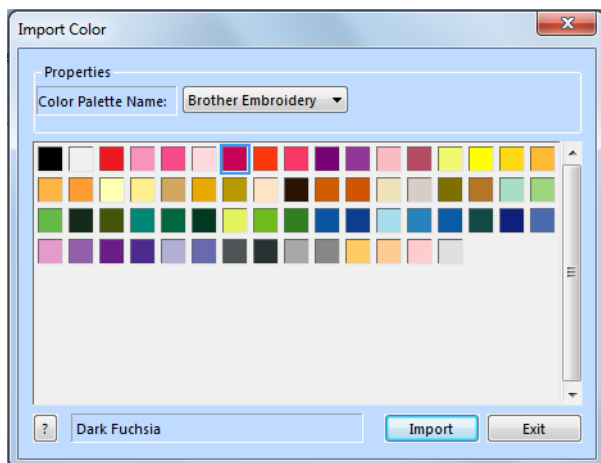 Import Color
Properties
Color Palette Name: Brother Embroidery
? Dark Fuchsia Import Exit